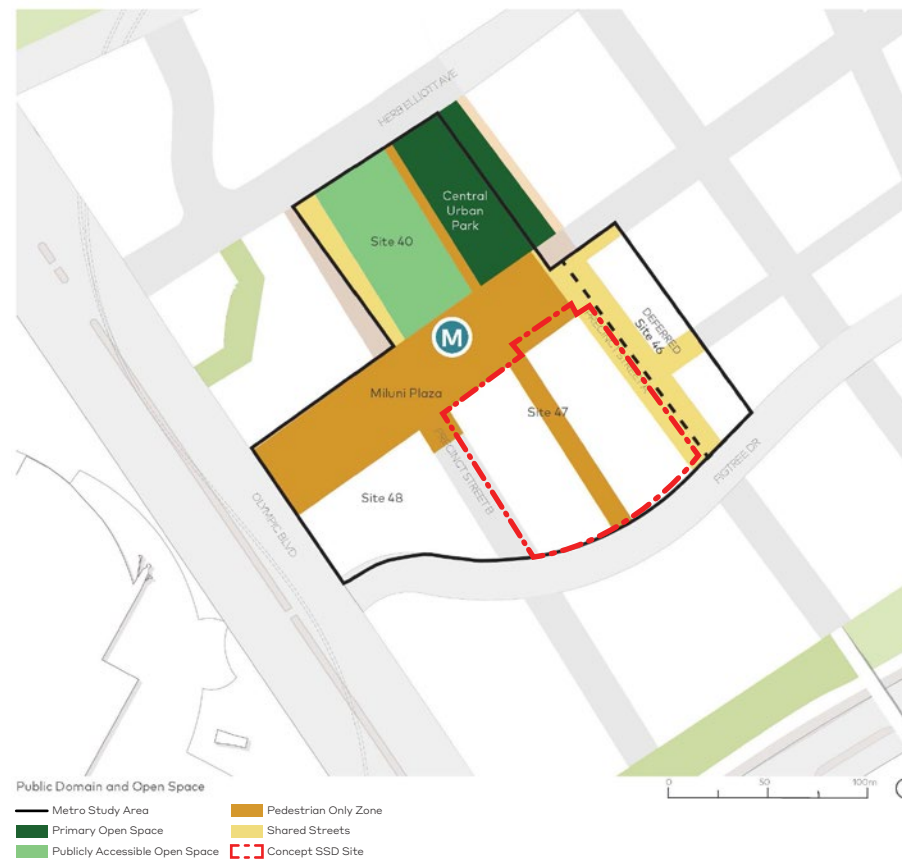 HERB ELLIOTT AVE
Central
Urban
Park
Site 40
M
DEFERRED
Site 46
Miluni Plaza
Site 47
PRECINCT STREET B
FIGTREE DR
OLYMPIC BLVD
Site 48
Public Domain and Open Space
0 50 100m
Metro Study Area
Pedestrian Only Zone
Primary Open Space
Shared Streets
Publicly Accessible Open Space
Concept SSD Site